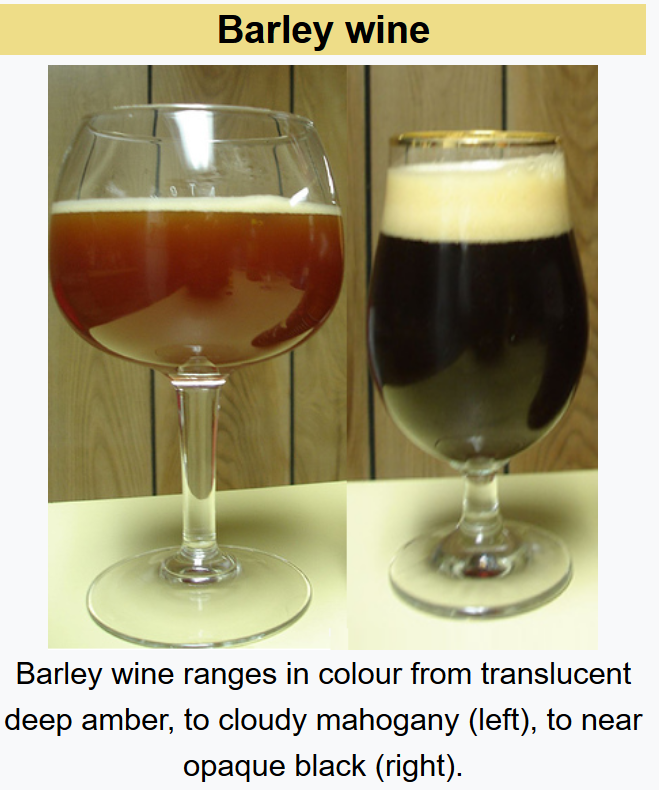 Barley wine
Barley wine ranges in colour from translucent
deep amber, to cloudy mahogany (left), to near
opaque black (right).